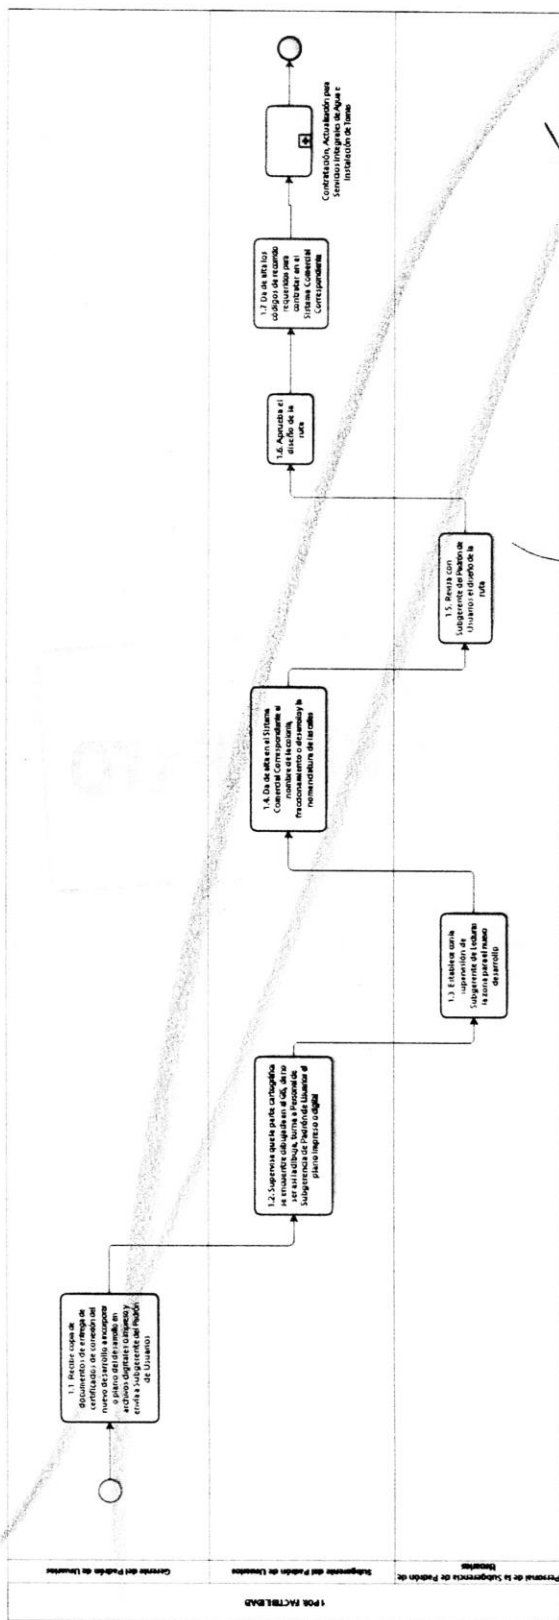 1 POR FACTIBILIDAD
Gerente del Padrón de Usuarios
Subgerente del Padrón de Usuarios
Personal de la Subgerencia de Padrón de
Usuarios
1.1 Recibe copia de
documentos de entrega de
certificados de conexión del
nuevo desarrollo a incorporar
o plano del desarrollo en
archivos digitales o impreso y
envía a Subgerente del Padrón
de Usuarios
1.2. Supervisa que la parte cartográfica
se encuentre dibujada en el GIS, de no
ser así la dibuja, turna a Personal de
Subgerencia de Padrón de Usuarios el
plano impreso o digital
1.3 Establece con la
supervisión de
Subgerente de Lecturas
la zona para el nuevo
desarrollo
1.4. Da de alta en el Sistema
Comercial Correspondiente el
nombre de la colonia,
fraccionamiento o desarrollo y la
nomenclatura de las calles
1.5. Revisa con
Subgerente del Padrón de
Usuarios el diseño de la
ruta
1.6. Aprueba el
diseño de la
ruta
1.7 Da de alta los
códigos de recorrido
requeridos para
contratar en el
Sistema Comercial
Correspondiente
Contratación, Actualización para
Servicios Integrales de Agua e
Instalación de Tomas